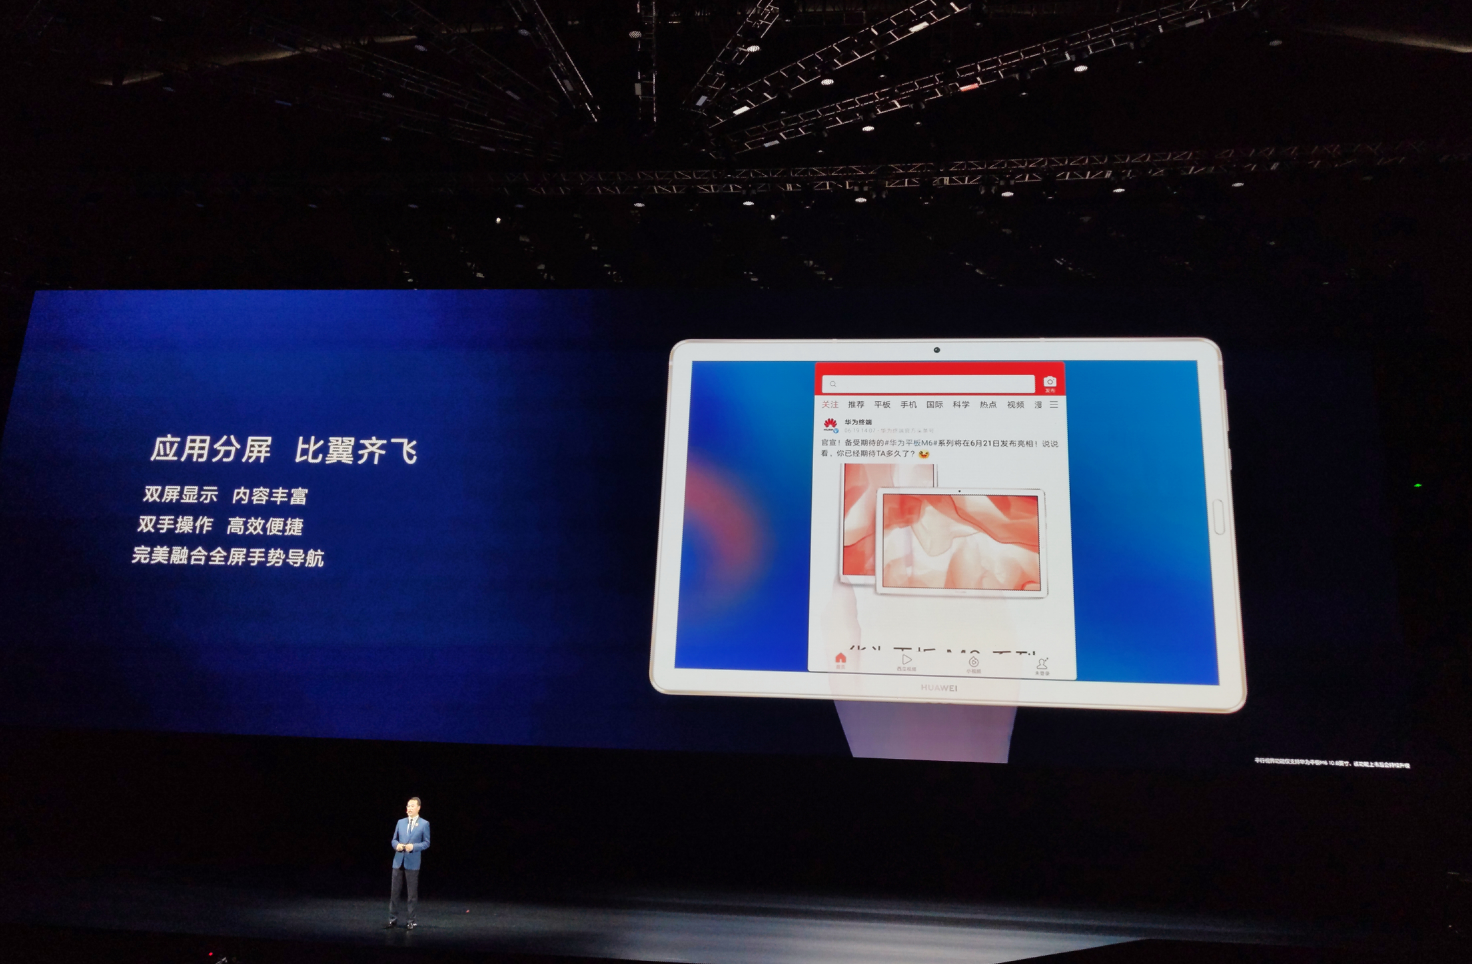 应用分屏 比翼齐飞
双屏显示 内容丰富
双手操作 高效便捷
完美融合全屏手势导航
关注 推荐 平板 手机 国际 科学 热点 视频 漫
华为终端
官宣！备受期待的#华为平板M6#系列将在6月21日发布亮相！说说
看，你已经期待TA多久了？
HUAWEI